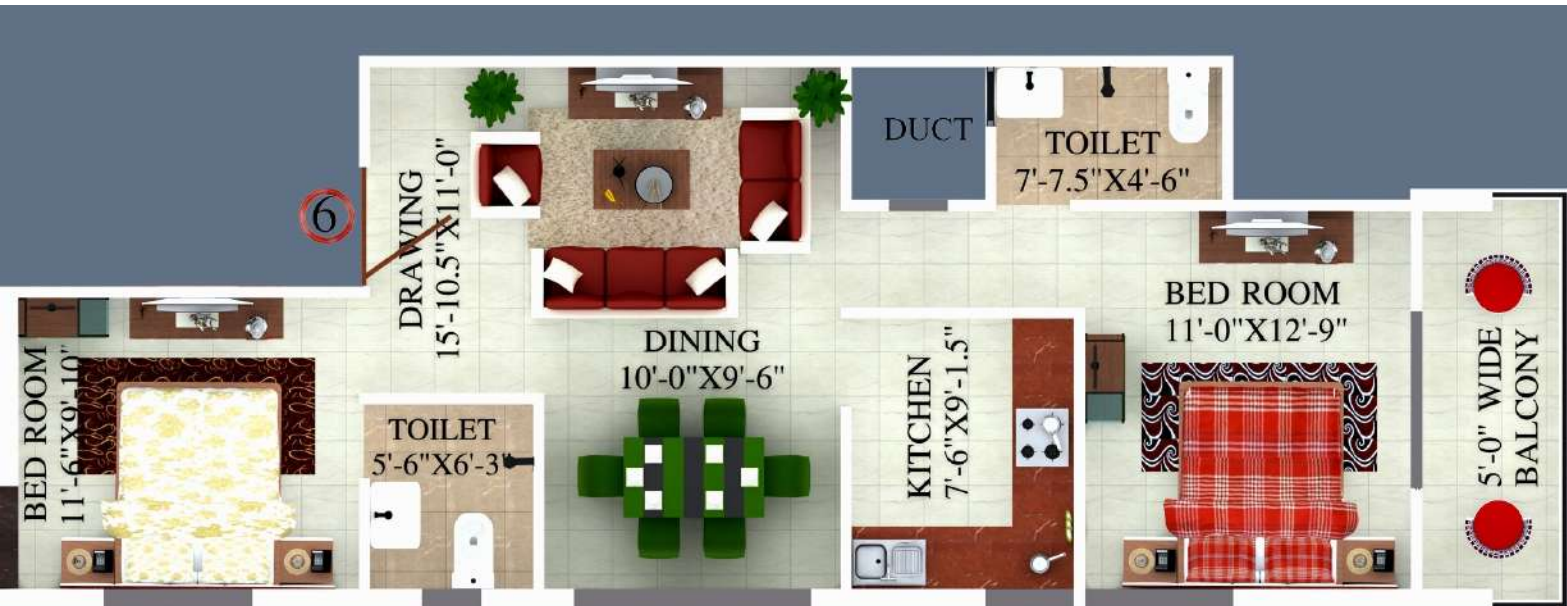 DUCT
TOILET
7'-7.5"X4'-6"
6
DRAWING
15'-10.5"X11'-0"
BED ROOM
11'-0"X12'-9"
DINING
10'-0"X9'-6"
BED ROOM
11'-6"X9'-10"
KITCHEN
7'-6"X9'-1.5"
5'-0" WIDE
BALCONY
TOILET
5'-6"X6'-3"